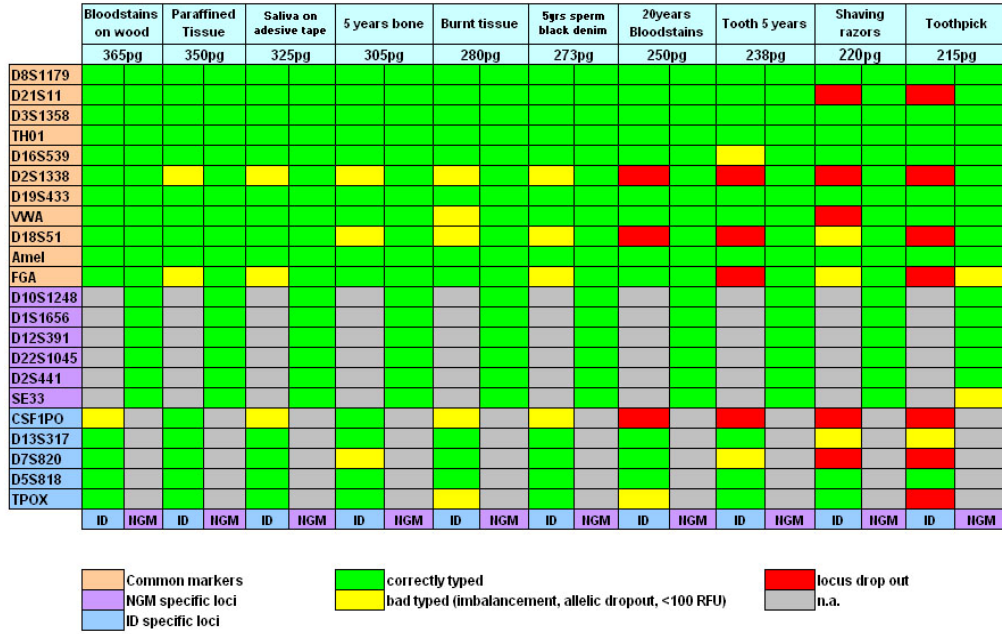 Bloodstains on wood
Paraffined Tissue
Saliva on adesive tape
5 years bone
Burnt tissue
5yrs sperm black denim
20years Bloodstains
Tooth 5 years
Shaving razors
Toothpick
365pg 350pg 325pg 305pg 280pg 273pg 250pg 238pg 220pg 215pg
D8S1179
D21S11
D3S1358
TH01
D16S539
D2S1338
D19S433
VWA
D18S51
Amel
FGA
D10S1248
D1S1656
D12S391
D22S1045
D2S441
SE33
CSF1PO
D13S317
D7S820
D5S818
TPOX
ID NGM ID NGM ID NGM ID NGM ID NGM ID NGM ID NGM ID NGM ID NGM ID NGM
Common markers correctly typed locus drop out
NGM specific loci bad typed (imbalancement, allelic dropout, <100 RFU) n.a.
ID specific loci